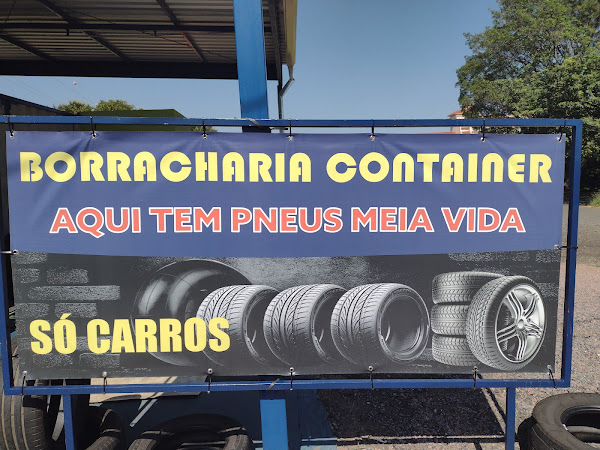 BORRACHARIA CONTAINER
AQUI TEM PNEUS MEIA VIDA
SÓ CARROS